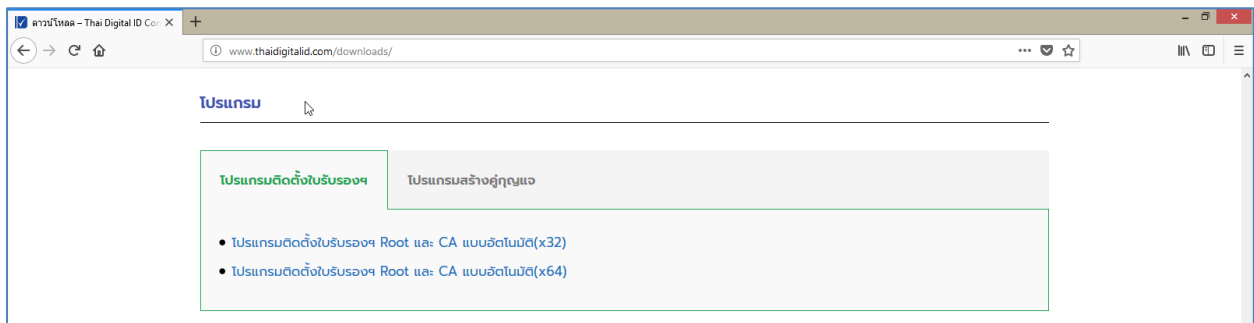 ดาวน์โหลด – Thai Digital ID Con
www.thaidigitalid.com/downloads/
โปรแกรม
โปรแกรมติดตั้งใบรับรองฯ โปรแกรมสร้างคู่กุญแจ
โปรแกรมติดตั้งใบรับรองฯ Root และ CA แบบอัตโนมัติ(x32)
โปรแกรมติดตั้งใบรับรองฯ Root และ CA แบบอัตโนมัติ(x64)